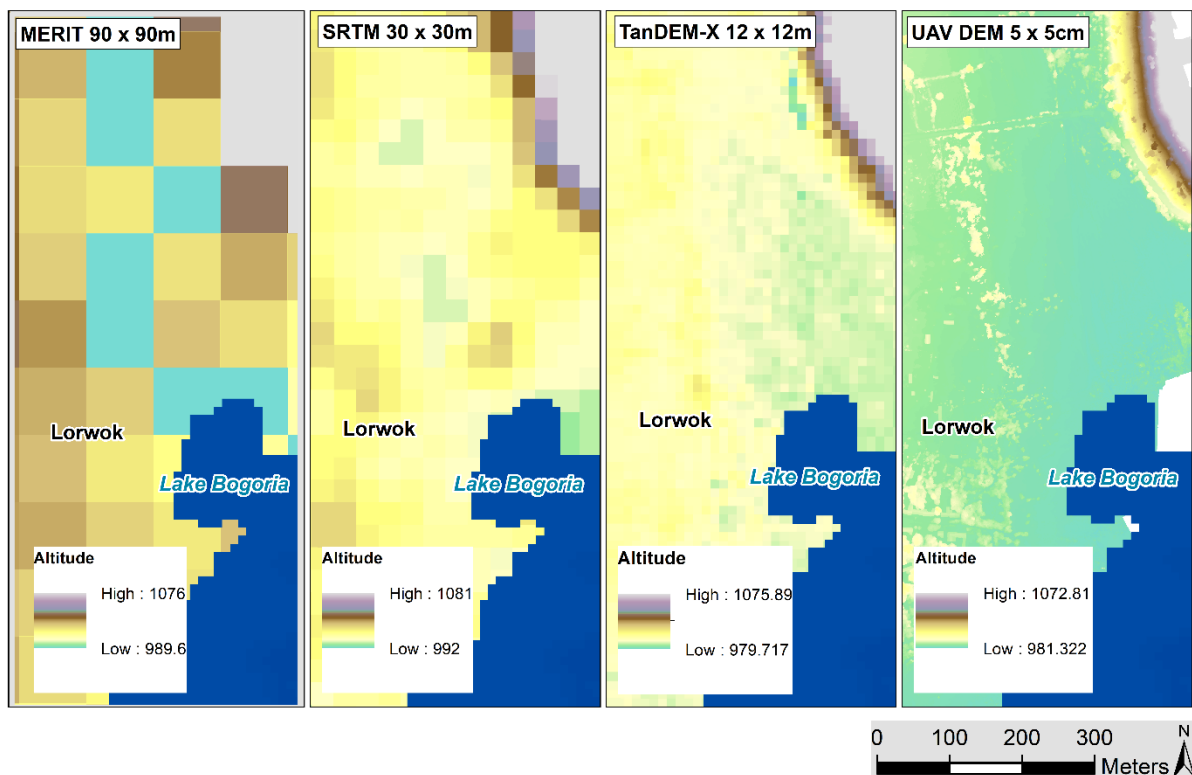 MERIT 90 x 90m
Lorwok
Lake Bogoria
Altitude
High : 1076
Low : 989.6
SRTM 30 x 30m
Lorwok
Lake Bogoria
Altitude
High : 1081
Low : 992
TanDEM-X 12 x 12m
Lorwok
Lake Bogoria
Altitude
High : 1075.89
Low : 979.717
UAV DEM 5 x 5cm
Lorwok
Lake Bogoria
Altitude
High : 1072.81
Low : 981.322
0 100 200 300
Meters
N